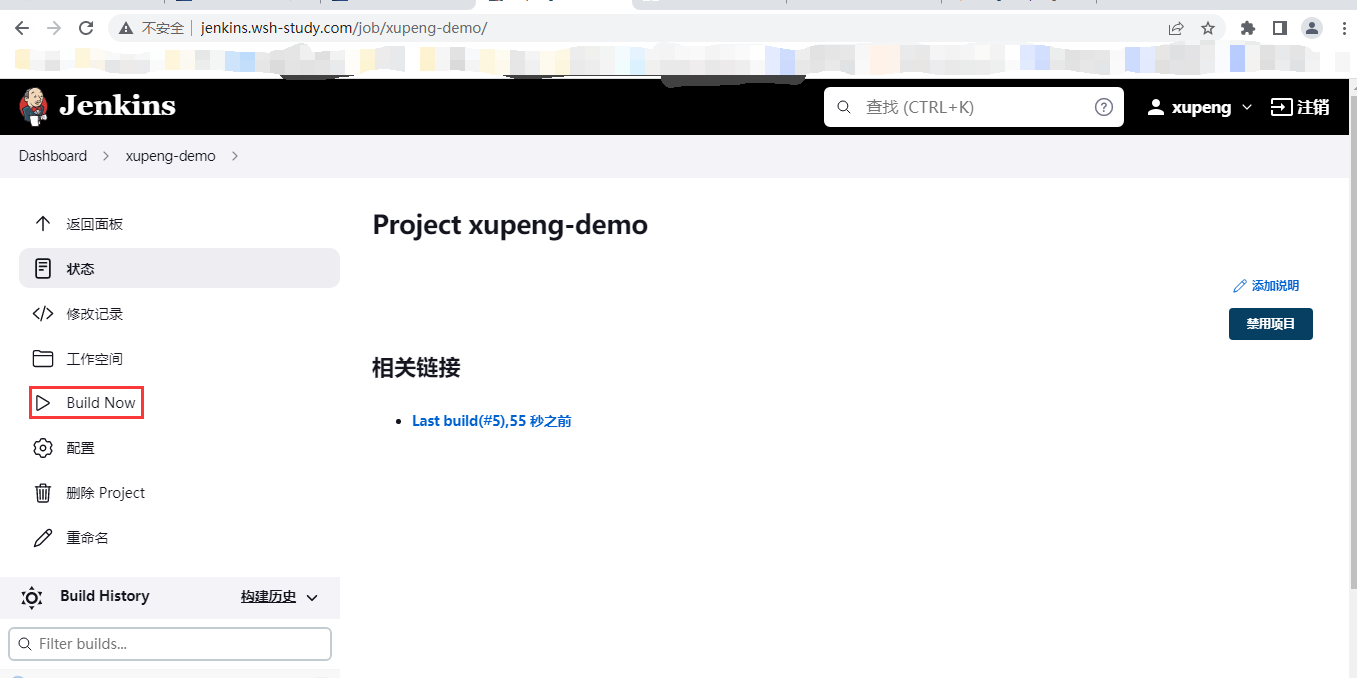 不安全 jenkins.wsh-study.com/job/xupeng-demo/
Jenkins 查找 (CTRL+K) xupeng 注销
Dashboard xupeng-demo
返回面板
状态
修改记录
工作空间
Build Now
配置
删除 Project
重命名
Build History 构建历史
Filter builds...
Project xupeng-demo
添加说明
禁用项目
相关链接
Last build(#5),55 秒之前